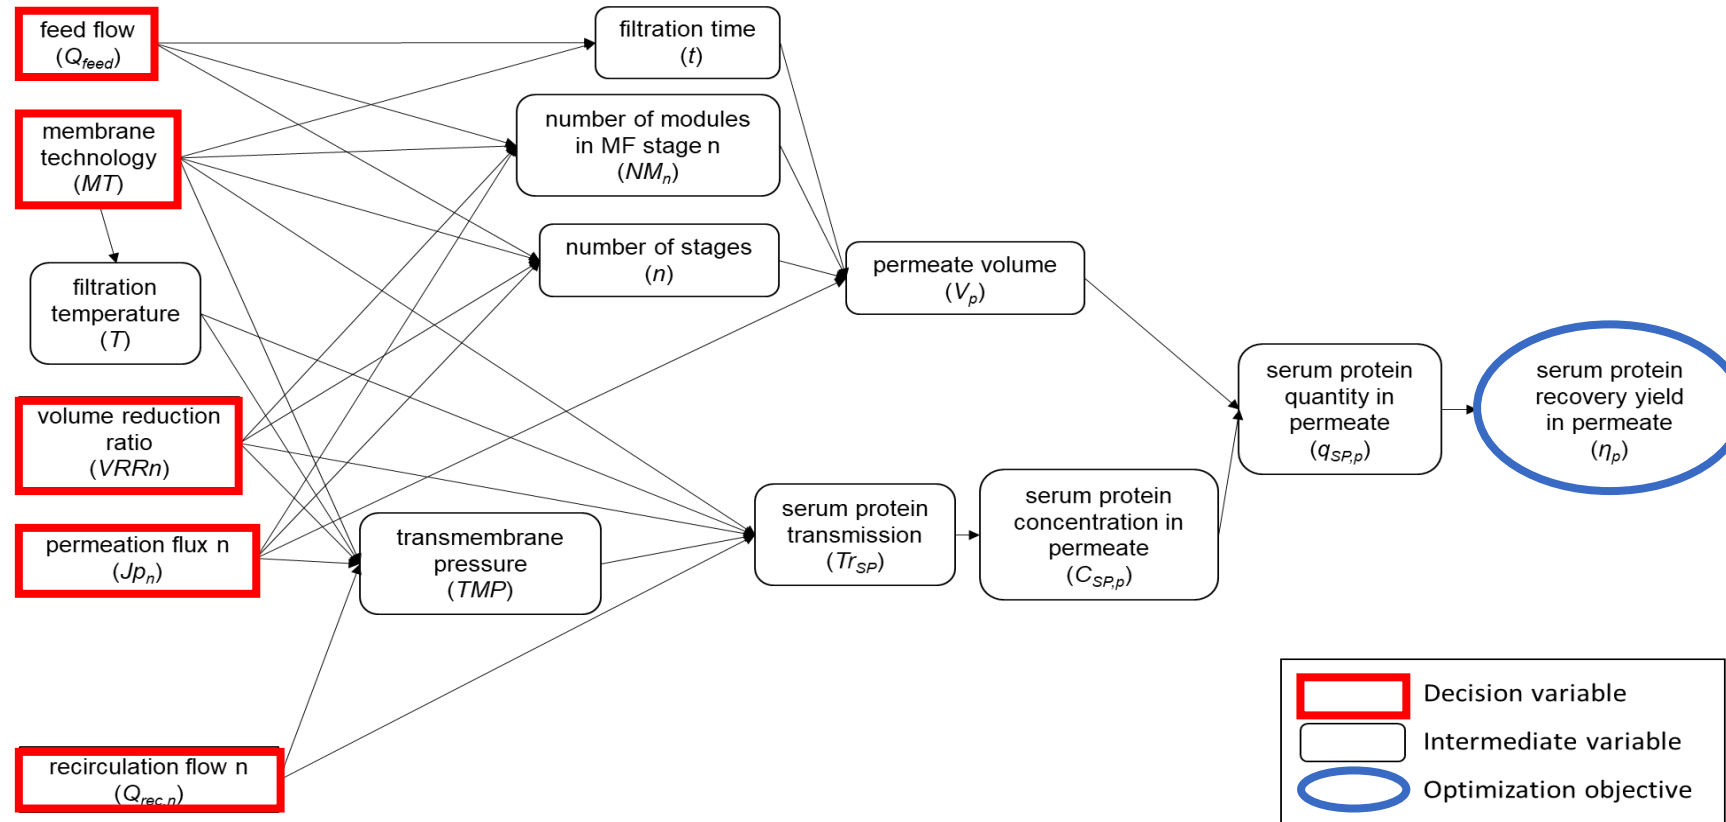 feed flow
(Qfeed)
membrane
technology
(MT)
filtration
temperature
(T)
volume reduction
ratio
(VRRn)
permeation flux n
(Jpn)
recirculation flow n
(Qrec,n)
filtration time
(t)
number of modules
in MF stage n
(NMn)
number of stages
(n)
transmembrane
pressure
(TMP)
permeate volume
(Vp)
serum protein
transmission
(TrSP)
serum protein
concentration in
permeate
(CSP,p)
serum protein
quantity in
permeate
(qSP,p)
serum protein
recovery yield
in permeate
(ηp)
Decision variable
Intermediate variable
Optimization objective